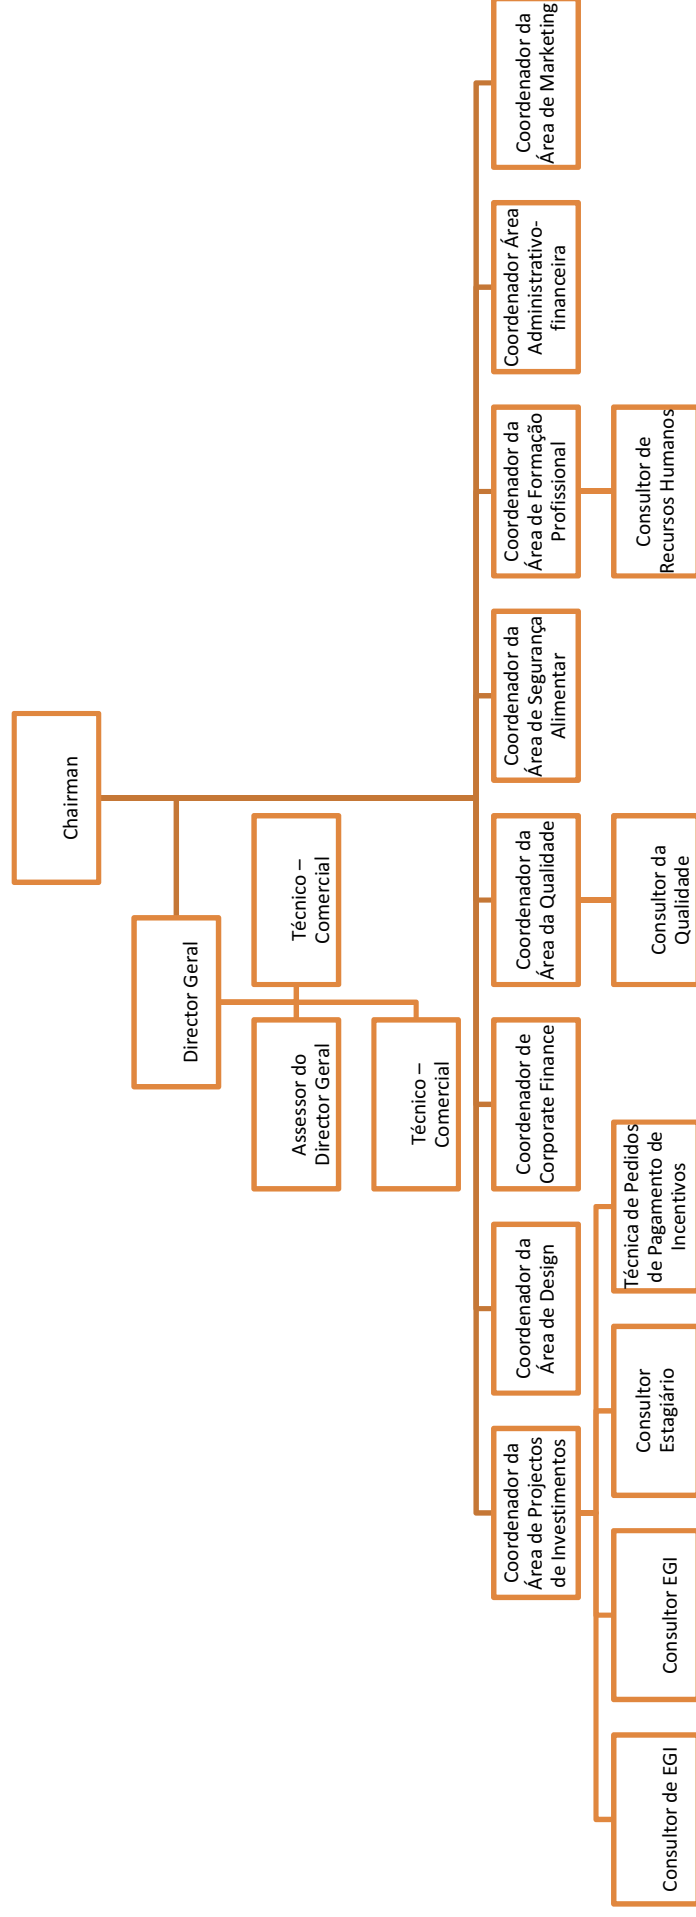 Chairman
Director Geral
Assessor do
Director Geral
Técnico –
Comercial
Técnico –
Comercial
Coordenador da
Área de Projectos
de Investimentos
Coordenador da
Área de Design
Coordenador de
Corporate Finance
Coordenador da
Área da Qualidade
Coordenador da
Área de Segurança
Alimentar
Coordenador da
Área de Formação
Profissional
Coordenador Área
Administrativo-
financeira
Coordenador da
Área de Marketing
Consultor de EGI
Consultor EGI
Consultor
Estagiário
Técnica de Pedidos
de Pagamento de
Incentivos
Consultor da
Qualidade
Consultor de
Recursos Humanos